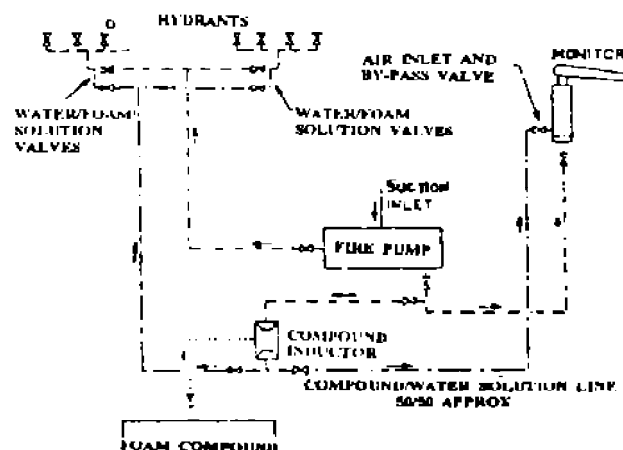 HYDRANTS
MONITOR
AIR INLET AND
BY-PASS VALVE
WATER/FOAM
SOLUTION
VALVES
WATER/FOAM
SOLUTION VALVES
Suction
INLET
FIRE PUMP
COMPOUND
INDUCTOR
COMPOUND/WATER SOLUTION LINE
50/50 APPROX
FOAM COMPOUND